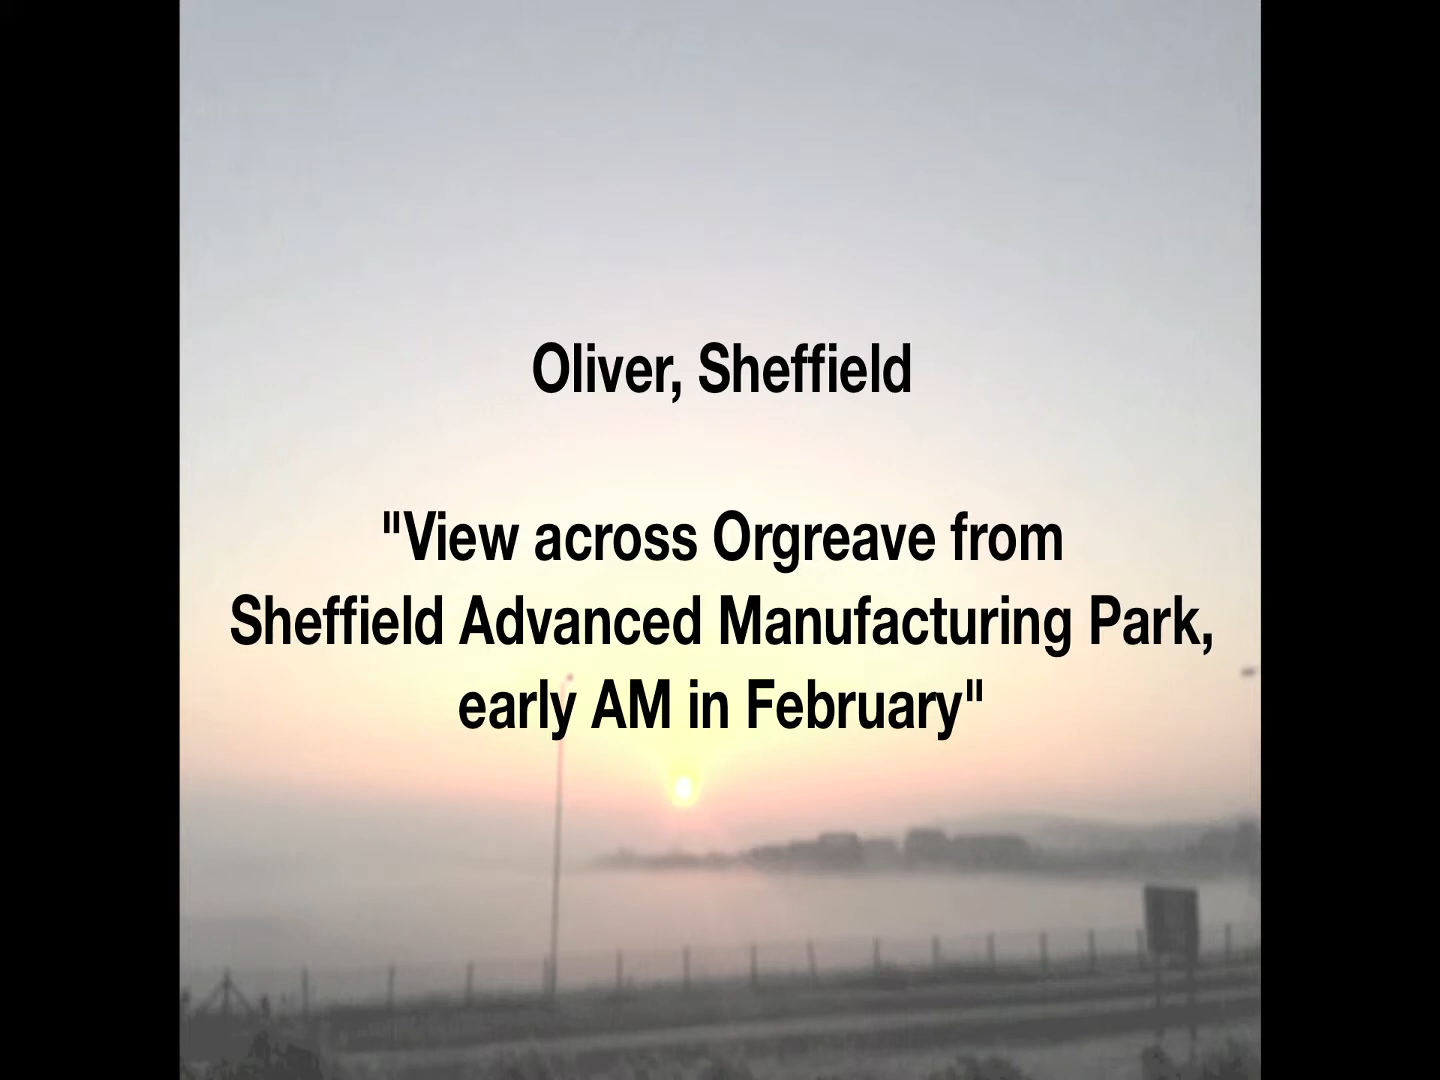 Oliver, Sheffield
"View across Orgreave from
Sheffield Advanced Manufacturing Park,
early AM in February"